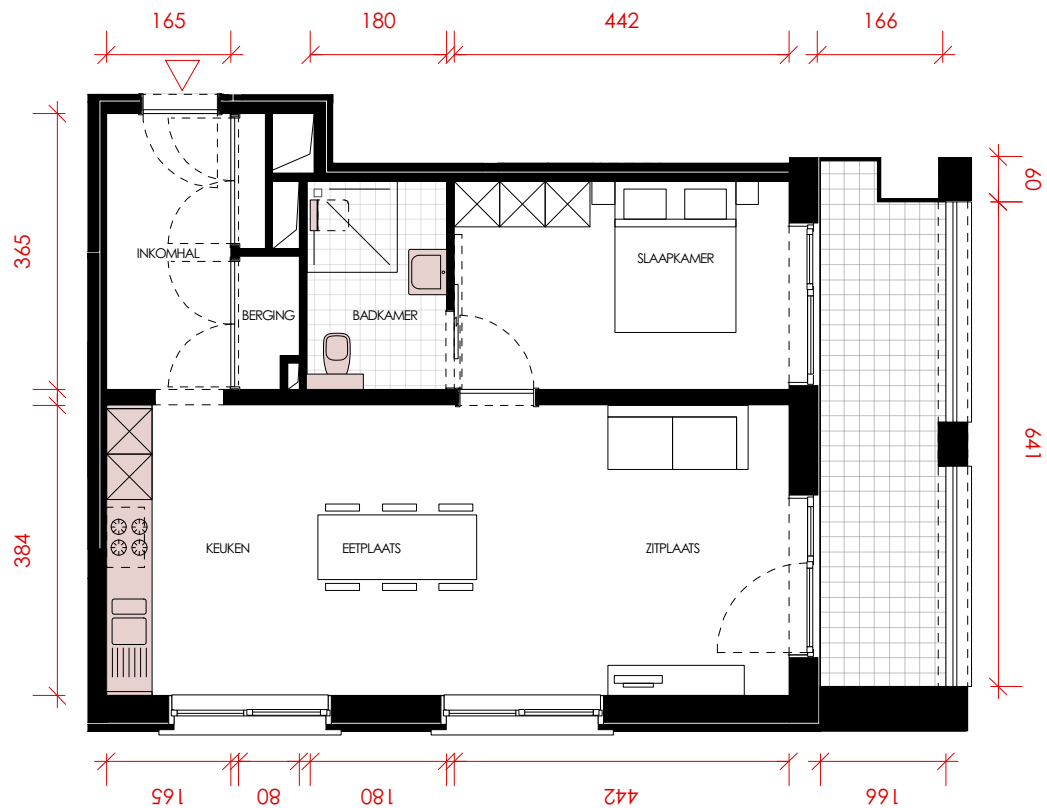 165
180
442
166
60
365
INKOMHAL
SLAAPKAMER
BERGING
BADKAMER
641
384
KEUKEN
EETPLAATS
ZITPLAATS
165
80
180
442
166